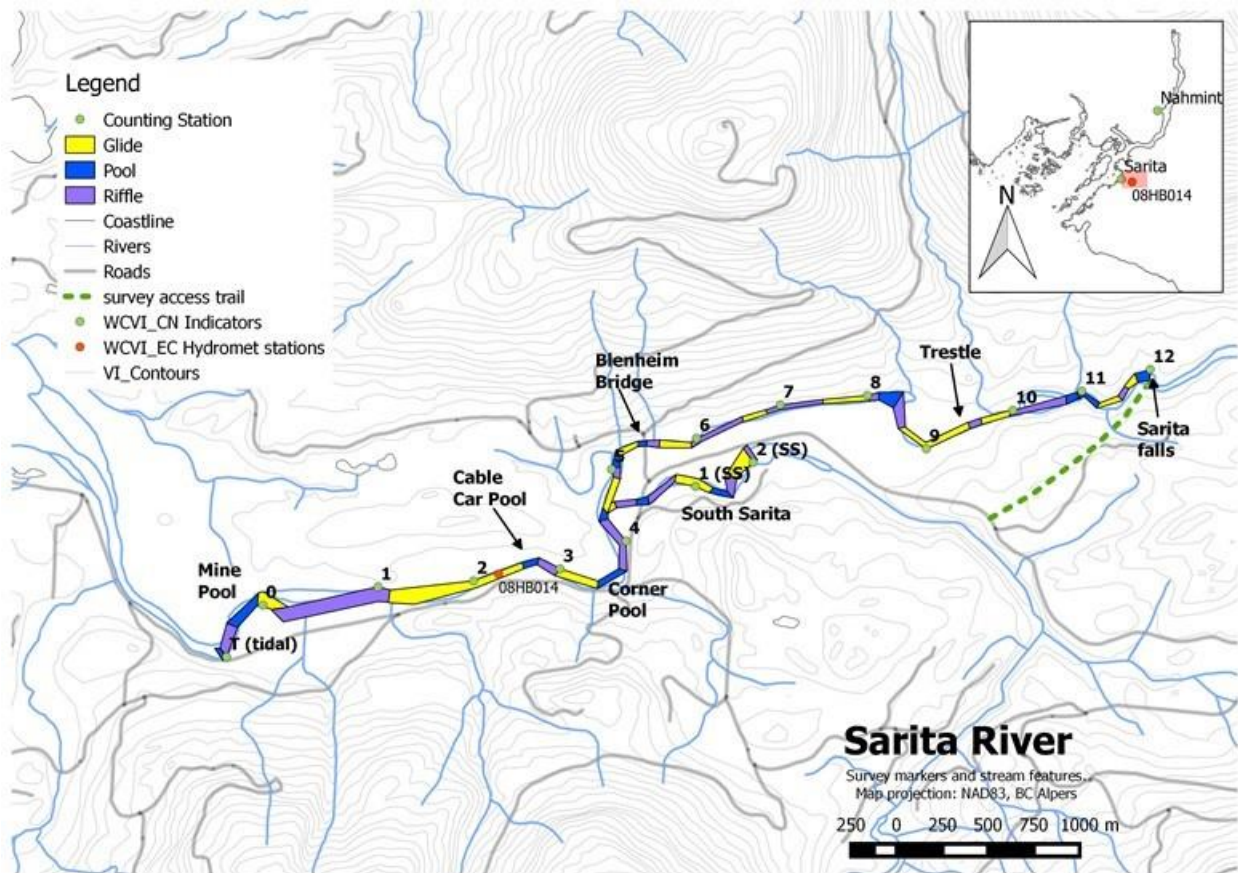 Legend
Counting Station
Glide
Pool
Riffle
Coastline
Rivers
Roads
survey access trail
WCVI_CN Indicators
WCVI_EC Hydromet stations
VI_Contours
Nahmint
Sarita
08HB014
N
Blenheim
Bridge
Trestle
12
11
10
9
8
7
6
5
Sarita
falls
2 (SS)
1 (SS)
South Sarita
Cable
Car Pool
4
3
2
08HB014
Corner
Pool
1
Mine
Pool
0
T (tidal)
Sarita River
Survey markers and stream features..
Map projection: NAD83, BC Alpers
250 0 250 500 750 1000 m